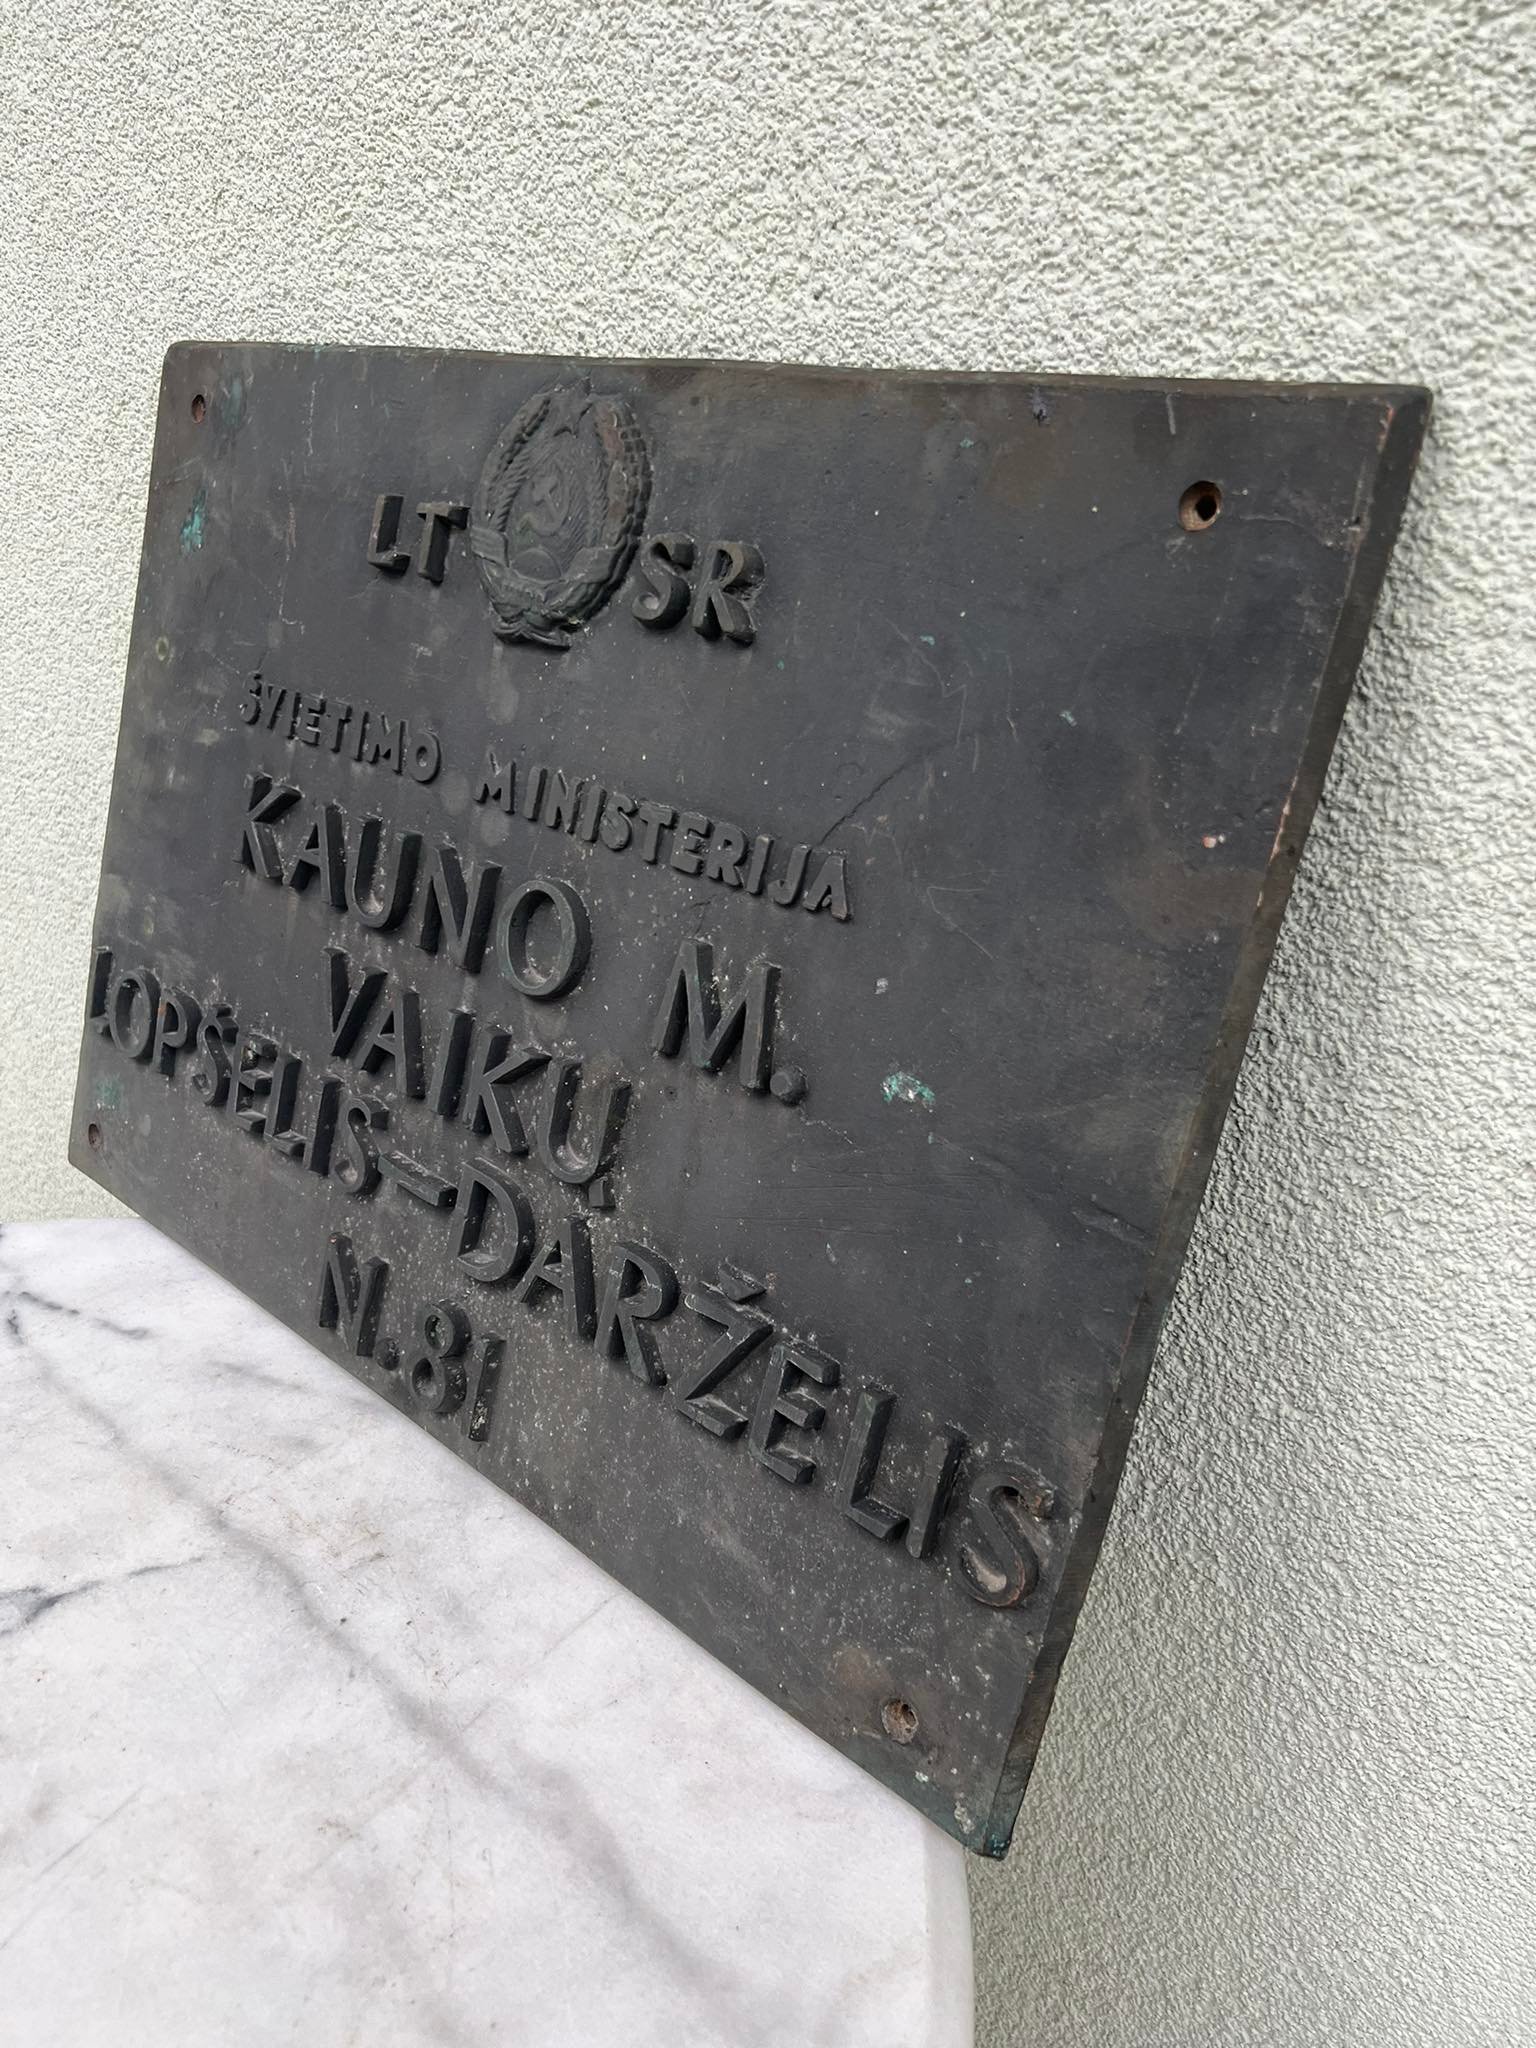 LT SR
ŠVIETIMO MINISTERIJA
KAUNO M.
VAIKŲ
LOPŠELIS-DARŽELIS
N.81